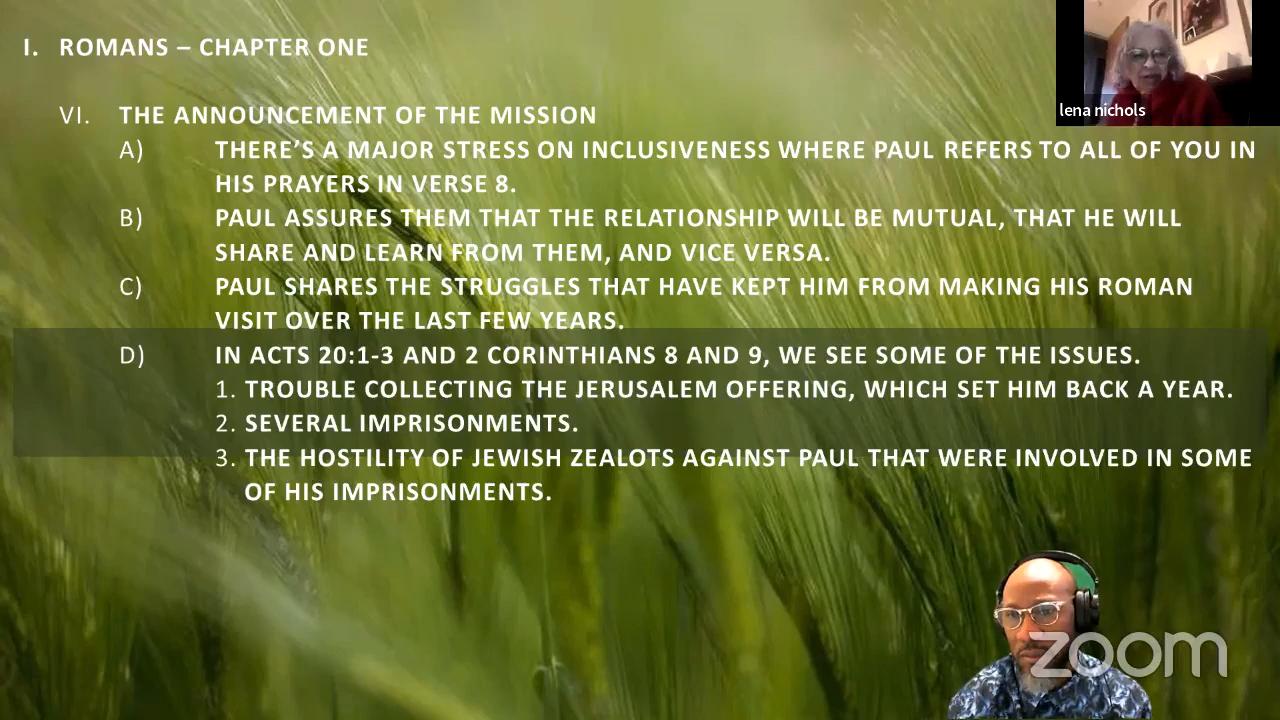 I. ROMANS – CHAPTER ONE
VI. THE ANNOUNCEMENT OF THE MISSION
A) THERE'S A MAJOR STRESS ON INCLUSIVENESS WHERE PAUL REFERS TO ALL OF YOU IN
HIS PRAYERS IN VERSE 8.
B) PAUL ASSURES THEM THAT THE RELATIONSHIP WILL BE MUTUAL, THAT HE WILL
SHARE AND LEARN FROM THEM, AND VICE VERSA.
C) PAUL SHARES THE STRUGGLES THAT HAVE KEPT HIM FROM MAKING HIS ROMAN
VISIT OVER THE LAST FEW YEARS.
D) IN ACTS 20:1-3 AND 2 CORINTHIANS 8 AND 9, WE SEE SOME OF THE ISSUES.
1. TROUBLE COLLECTING THE JERUSALEM OFFERING, WHICH SET HIM BACK A YEAR.
2. SEVERAL IMPRISONMENTS.
3. THE HOSTILITY OF JEWISH ZEALOTS AGAINST PAUL THAT WERE INVOLVED IN SOME
OF HIS IMPRISONMENTS.
lena nichols
zoom